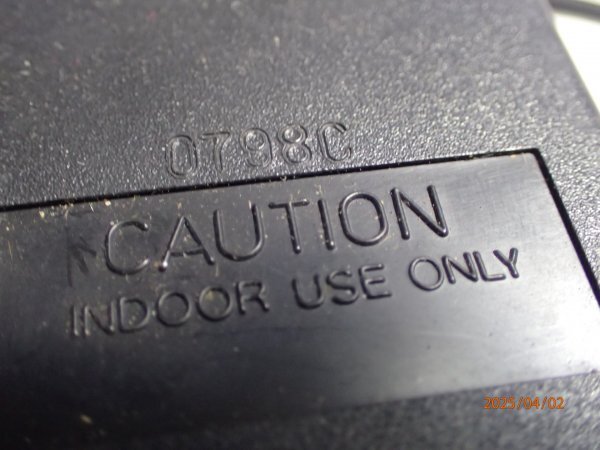 0798C
CAUTION
INDOOR USE ONLY
2025/04/02